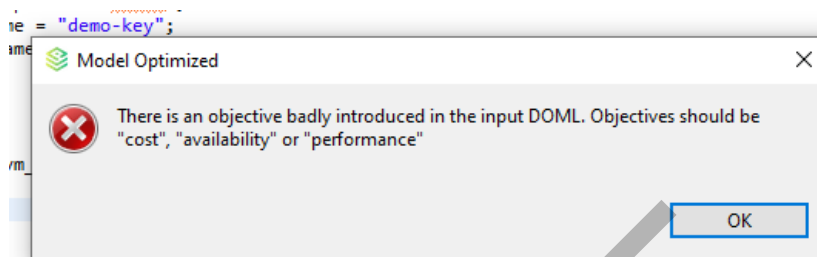 = "demo-key";
Model Optimized
There is an objective badly introduced in the input DOML. Objectives should be
"cost", "availability" or "performance"
OK